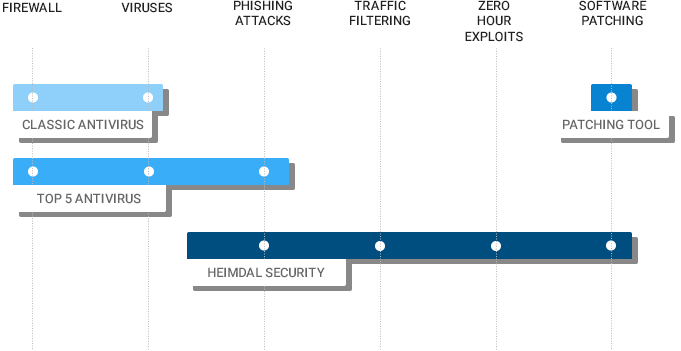 FIREWALL
VIRUSES
PHISHING
ATTACKS
TRAFFIC
FILTERING
ZERO
HOUR
EXPLOITS
SOFTWARE
PATCHING
CLASSIC ANTIVIRUS
PATCHING TOOL
TOP 5 ANTIVIRUS
HEIMDAL SECURITY